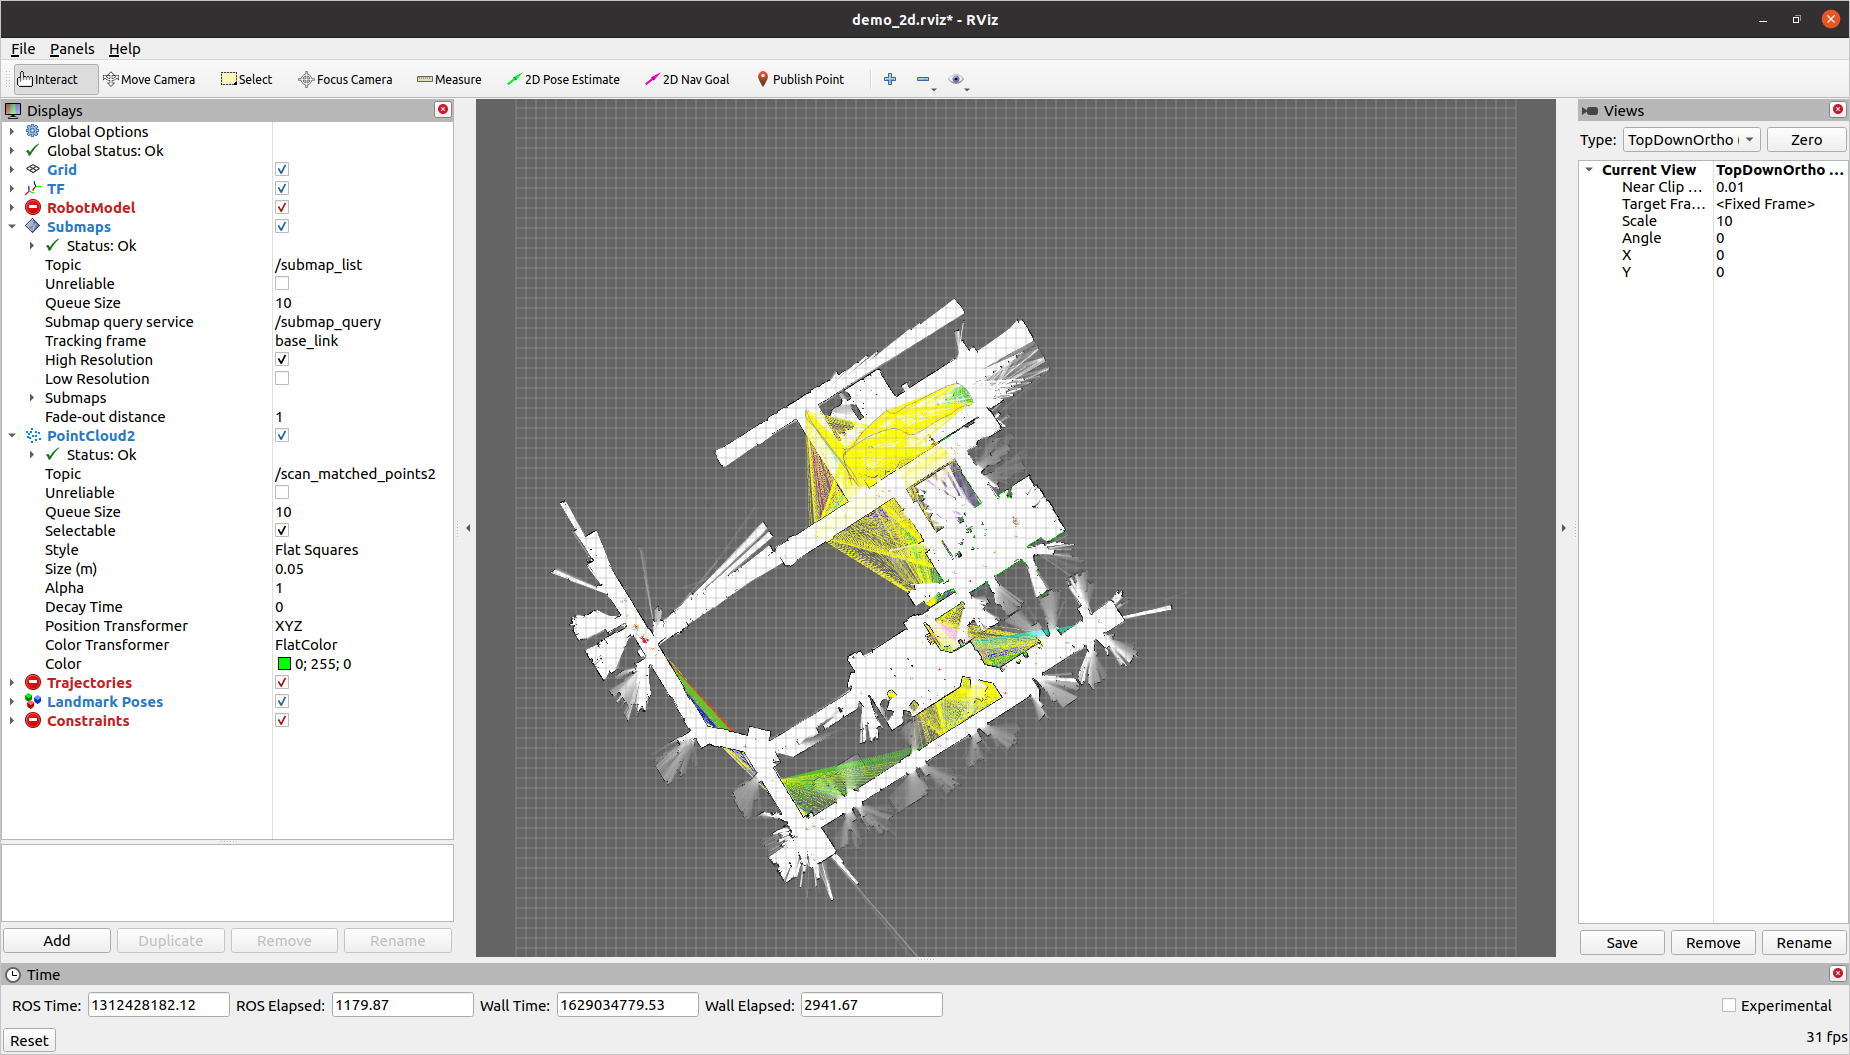 demo_2d.rviz* - RViz
File Panels Help
Interact Move Camera Select Focus Camera Measure 2D Pose Estimate 2D Nav Goal Publish Point
Displays
Global Options
Global Status: Ok
Grid
TF
RobotModel
Submaps
Status: Ok
Topic /submap_list
Unreliable
Queue Size 10
Submap query service /submap_query
Tracking frame base_link
High Resolution
Low Resolution
Submaps
Fade-out distance 1
PointCloud2
Status: Ok
Topic /scan_matched_points2
Unreliable
Queue Size 10
Selectable
Style Flat Squares
Size (m) 0.05
Alpha 1
Decay Time 0
Position Transformer XYZ
Color Transformer FlatColor
Color 0; 255; 0
Trajectories
Landmark Poses
Constraints
Add Duplicate Remove Rename
Views
Type: TopDownOrtho ( Zero
Current View TopDownOrtho ...
Near Clip ... 0.01
Target Fra... <Fixed Frame>
Scale 10
Angle 0
X 0
Y 0
Save Remove Rename
Time
ROS Time: 1312428182.12 ROS Elapsed: 1179.87 Wall Time: 1629034779.53 Wall Elapsed: 2941.67 Experimental
Reset 31 fps